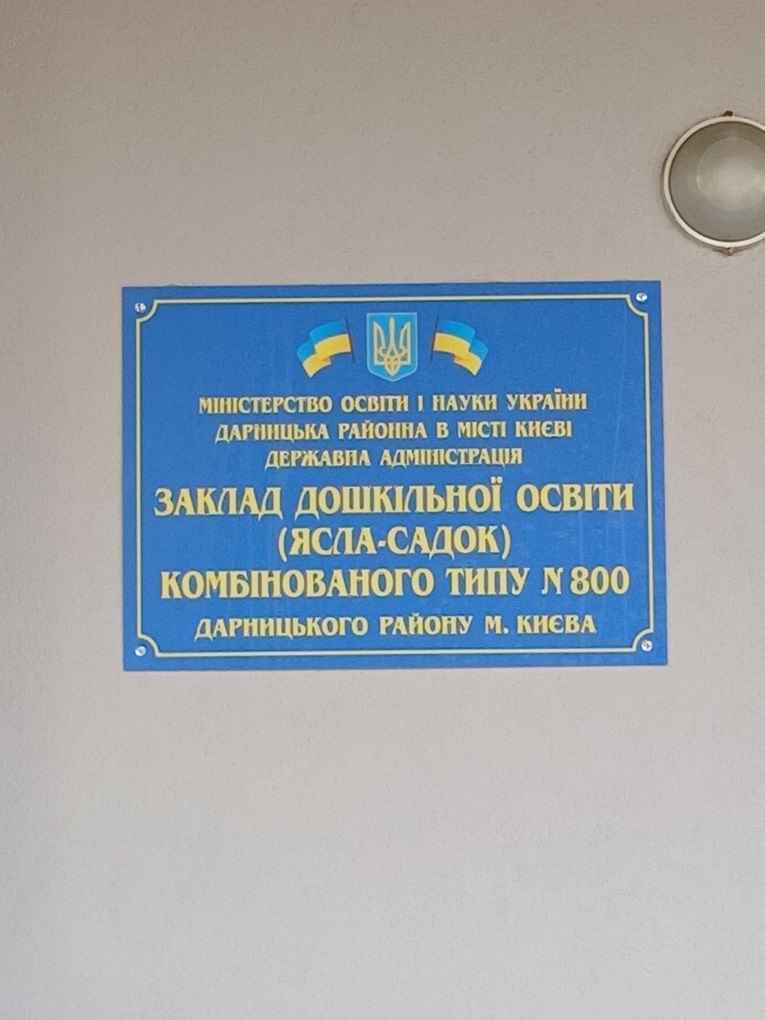 МІНІСТЕРСТВО ОСВІТИ І НАУКИ УКРАЇНИ
ДАРНИЦЬКА РАЙОННА В МІСТІ КИЄВІ
ДЕРЖАВНА АДМІНІСТРАЦІЯ
ЗАКЛАД ДОШКІЛЬНОЇ ОСВІТИ
(ЯСЛА-САДОК)
КОМБІНОВАНОГО ТИПУ N 800
ДАРНИЦЬКОГО РАЙОНУ М. КИЄВА